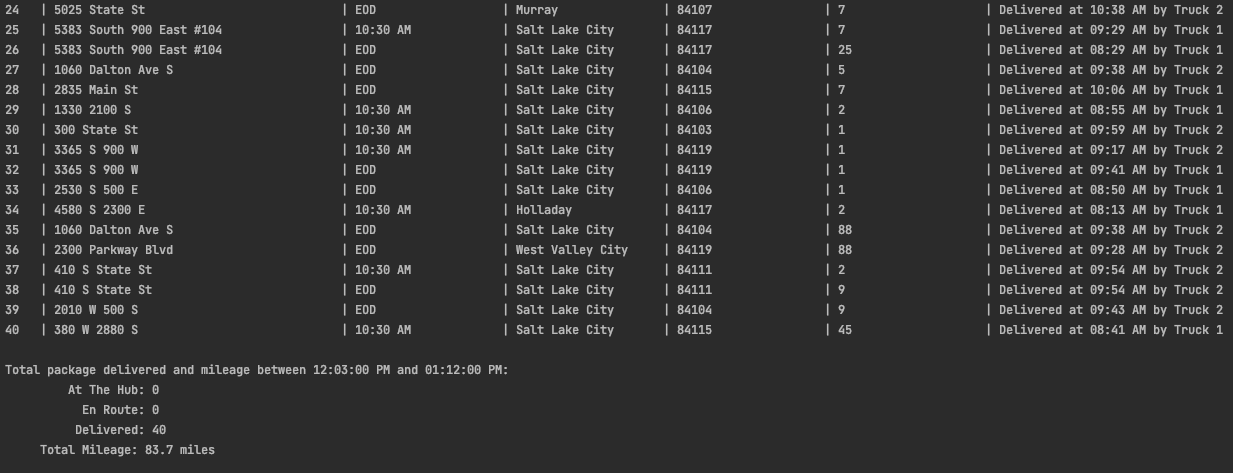 24 | 5025 State St | EOD | Murray | 84107 | 7 | Delivered at 10:38 AM by Truck 2
25 | 5383 South 900 East #104 | 10:30 AM | Salt Lake City | 84117 | 7 | Delivered at 09:29 AM by Truck 1
26 | 5383 South 900 East #104 | EOD | Salt Lake City | 84117 | 25 | Delivered at 08:29 AM by Truck 1
27 | 1060 Dalton Ave S | EOD | Salt Lake City | 84104 | 5 | Delivered at 09:38 AM by Truck 2
28 | 2835 Main St | EOD | Salt Lake City | 84115 | 7 | Delivered at 10:06 AM by Truck 1
29 | 1330 2100 S | 10:30 AM | Salt Lake City | 84106 | 2 | Delivered at 08:55 AM by Truck 1
30 | 300 State St | 10:30 AM | Salt Lake City | 84103 | 1 | Delivered at 09:59 AM by Truck 2
31 | 3365 S 900 W | 10:30 AM | Salt Lake City | 84119 | 1 | Delivered at 09:17 AM by Truck 2
32 | 3365 S 900 W | EOD | Salt Lake City | 84119 | 1 | Delivered at 09:41 AM by Truck 1
33 | 2530 S 500 E | EOD | Salt Lake City | 84106 | 1 | Delivered at 08:50 AM by Truck 1
34 | 4580 S 2300 E | 10:30 AM | Holladay | 84117 | 2 | Delivered at 08:13 AM by Truck 1
35 | 1060 Dalton Ave S | EOD | Salt Lake City | 84104 | 88 | Delivered at 09:38 AM by Truck 2
36 | 2300 Parkway Blvd | EOD | West Valley City | 84119 | 88 | Delivered at 09:28 AM by Truck 2
37 | 410 S State St | 10:30 AM | Salt Lake City | 84111 | 2 | Delivered at 09:54 AM by Truck 2
38 | 410 S State St | EOD | Salt Lake City | 84111 | 9 | Delivered at 09:54 AM by Truck 2
39 | 2010 W 500 S | EOD | Salt Lake City | 84104 | 9 | Delivered at 09:43 AM by Truck 2
40 | 380 W 2880 S | 10:30 AM | Salt Lake City | 84115 | 45 | Delivered at 08:41 AM by Truck 1
Total package delivered and mileage between 12:03:00 PM and 01:12:00 PM:
At The Hub: 0
En Route: 0
Delivered: 40
Total Mileage: 83.7 miles